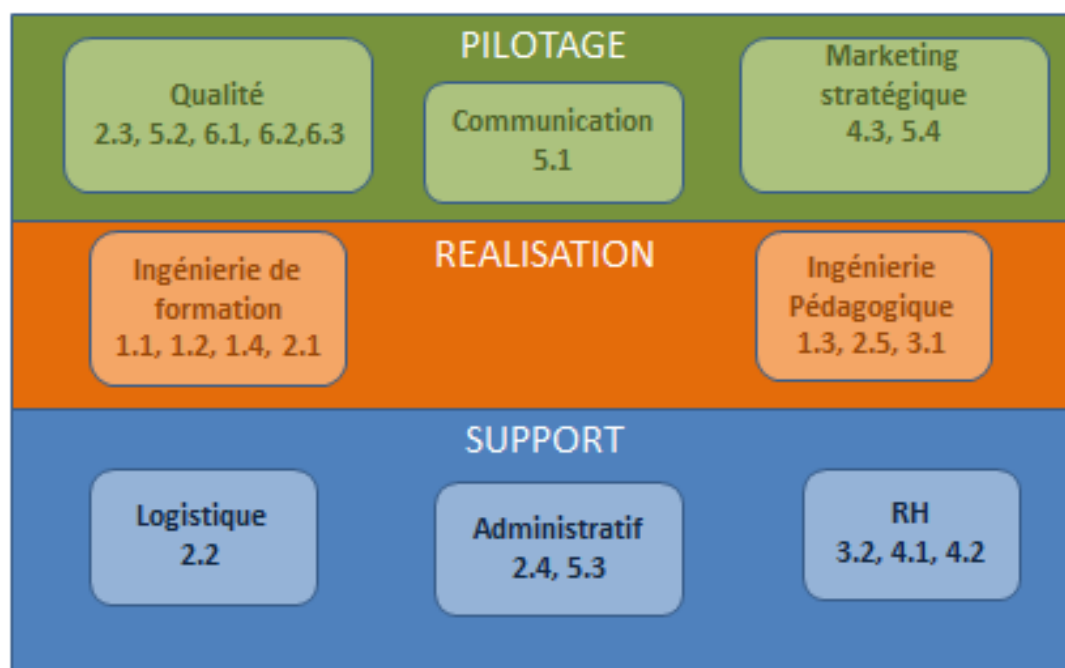 PILOTAGE
Qualité
2.3, 5.2, 6.1, 6.2,6.3
Communication
5.1
Marketing
stratégique
4.3, 5.4
REALISATION
Ingénierie de
formation
1.1, 1.2, 1.4, 2.1
Ingénierie
Pédagogique
1.3, 2.5, 3.1
SUPPORT
Logistique
2.2
Administratif
2.4, 5.3
RH
3.2, 4.1, 4.2